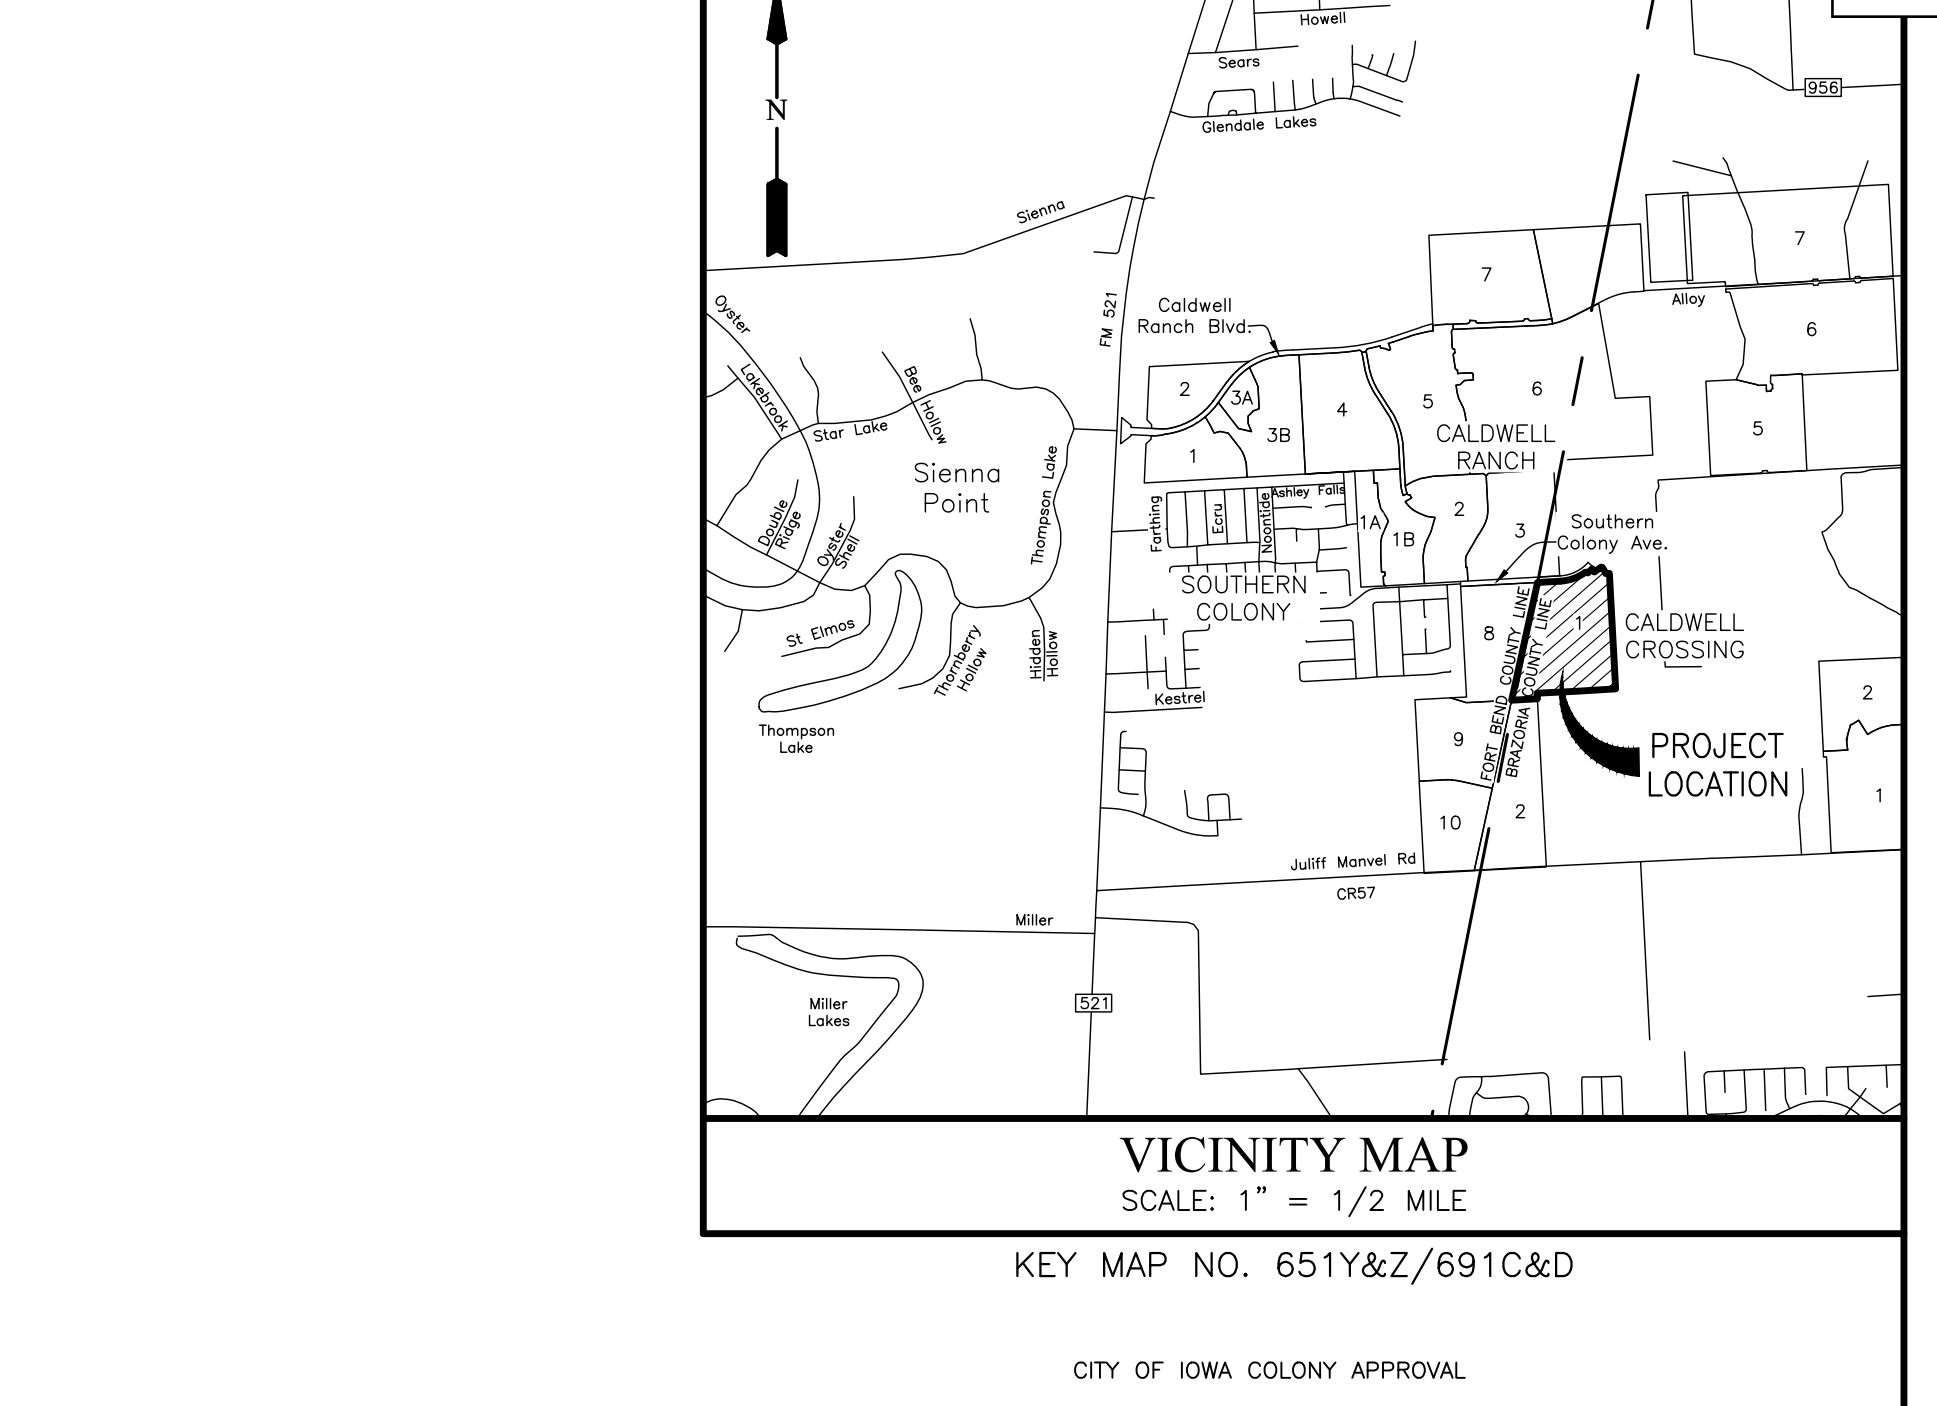 Howell
Sears
956
N
Glendale Lakes
Sienna
7
7
Oyster
FM 521
Caldwell
Ranch Blvd.
Alloy
6
Lakebrook
Bee Hollow
2
3A
4
5
6
5
Star Lake
3B
CALDWELL
RANCH
1
Sienna
Point
Thompson Lake
Ashley Falls
Farthing
Ecru
Noontide
1A
1B
2
3
Southern
Colony Ave.
Double
Ridge
Oyster
Shell
SOUTHERN
COLONY
St Elmos
Thornberry
Hollow
Hidden
Hollow
8
FORT BEND COUNTY LINE
BRAZORIA COUNTY LINE
1
CALDWELL
CROSSING
Kestrel
2
Thompson
Lake
9
PROJECT
LOCATION
10
2
1
Juliff Manvel Rd
CR57
Miller
Miller
Lakes
521
VICINITY MAP
SCALE: 1" = 1/2 MILE
KEY MAP NO. 651Y&Z/691C&D
CITY OF IOWA COLONY APPROVAL